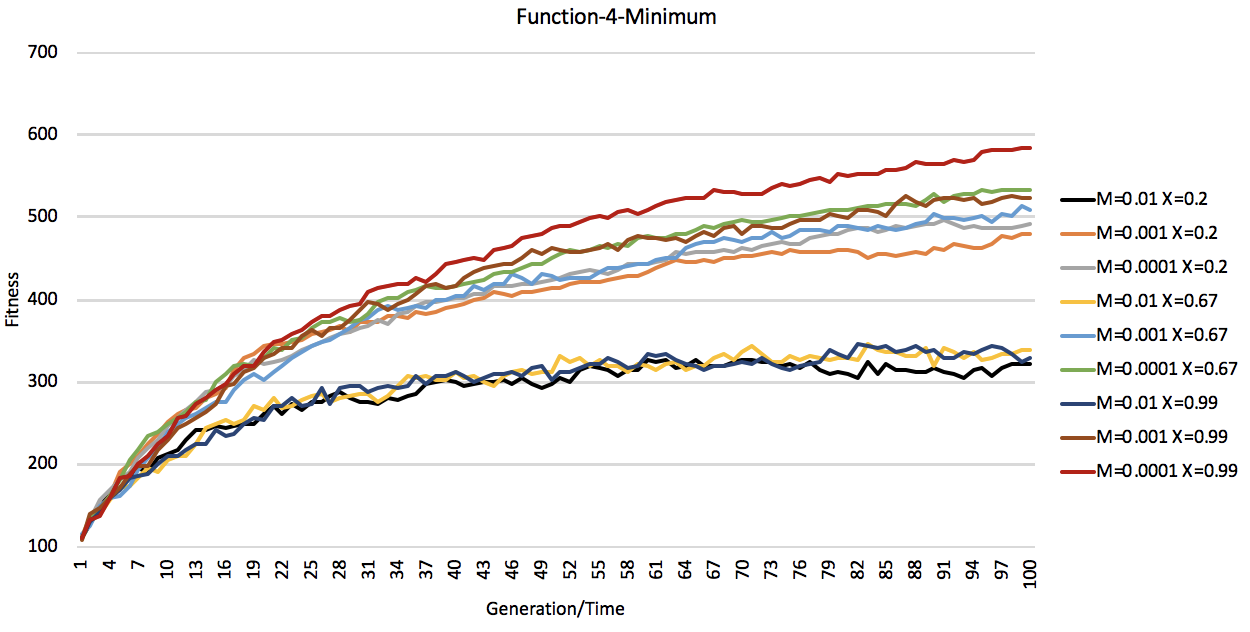 Function-4-Minimum
700
600
500
400
300
200
100
Fitness
1 4 7 10 13 16 19 22 25 28 31 34 37 40 43 46 49 52 55 58 61 64 67 70 73 76 79 82 85 88 91 94 97 100
Generation/Time
M=0.01 X=0.2
M=0.001 X=0.2
M=0.0001 X=0.2
M=0.01 X=0.67
M=0.001 X=0.67
M=0.0001 X=0.67
M=0.01 X=0.99
M=0.001 X=0.99
M=0.0001 X=0.99